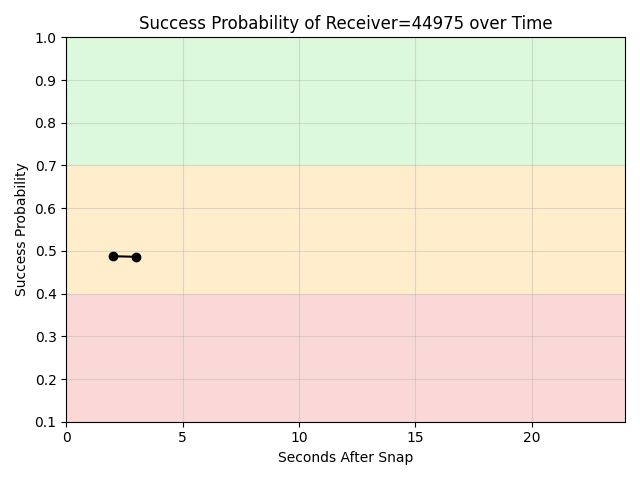 Success Probability of Receiver=44975 over Time
1.0
0.9
0.8
0.7
0.6
0.5
0.4
0.3
0.2
0.1
Success Probability
0 5 10 15 20
Seconds After Snap